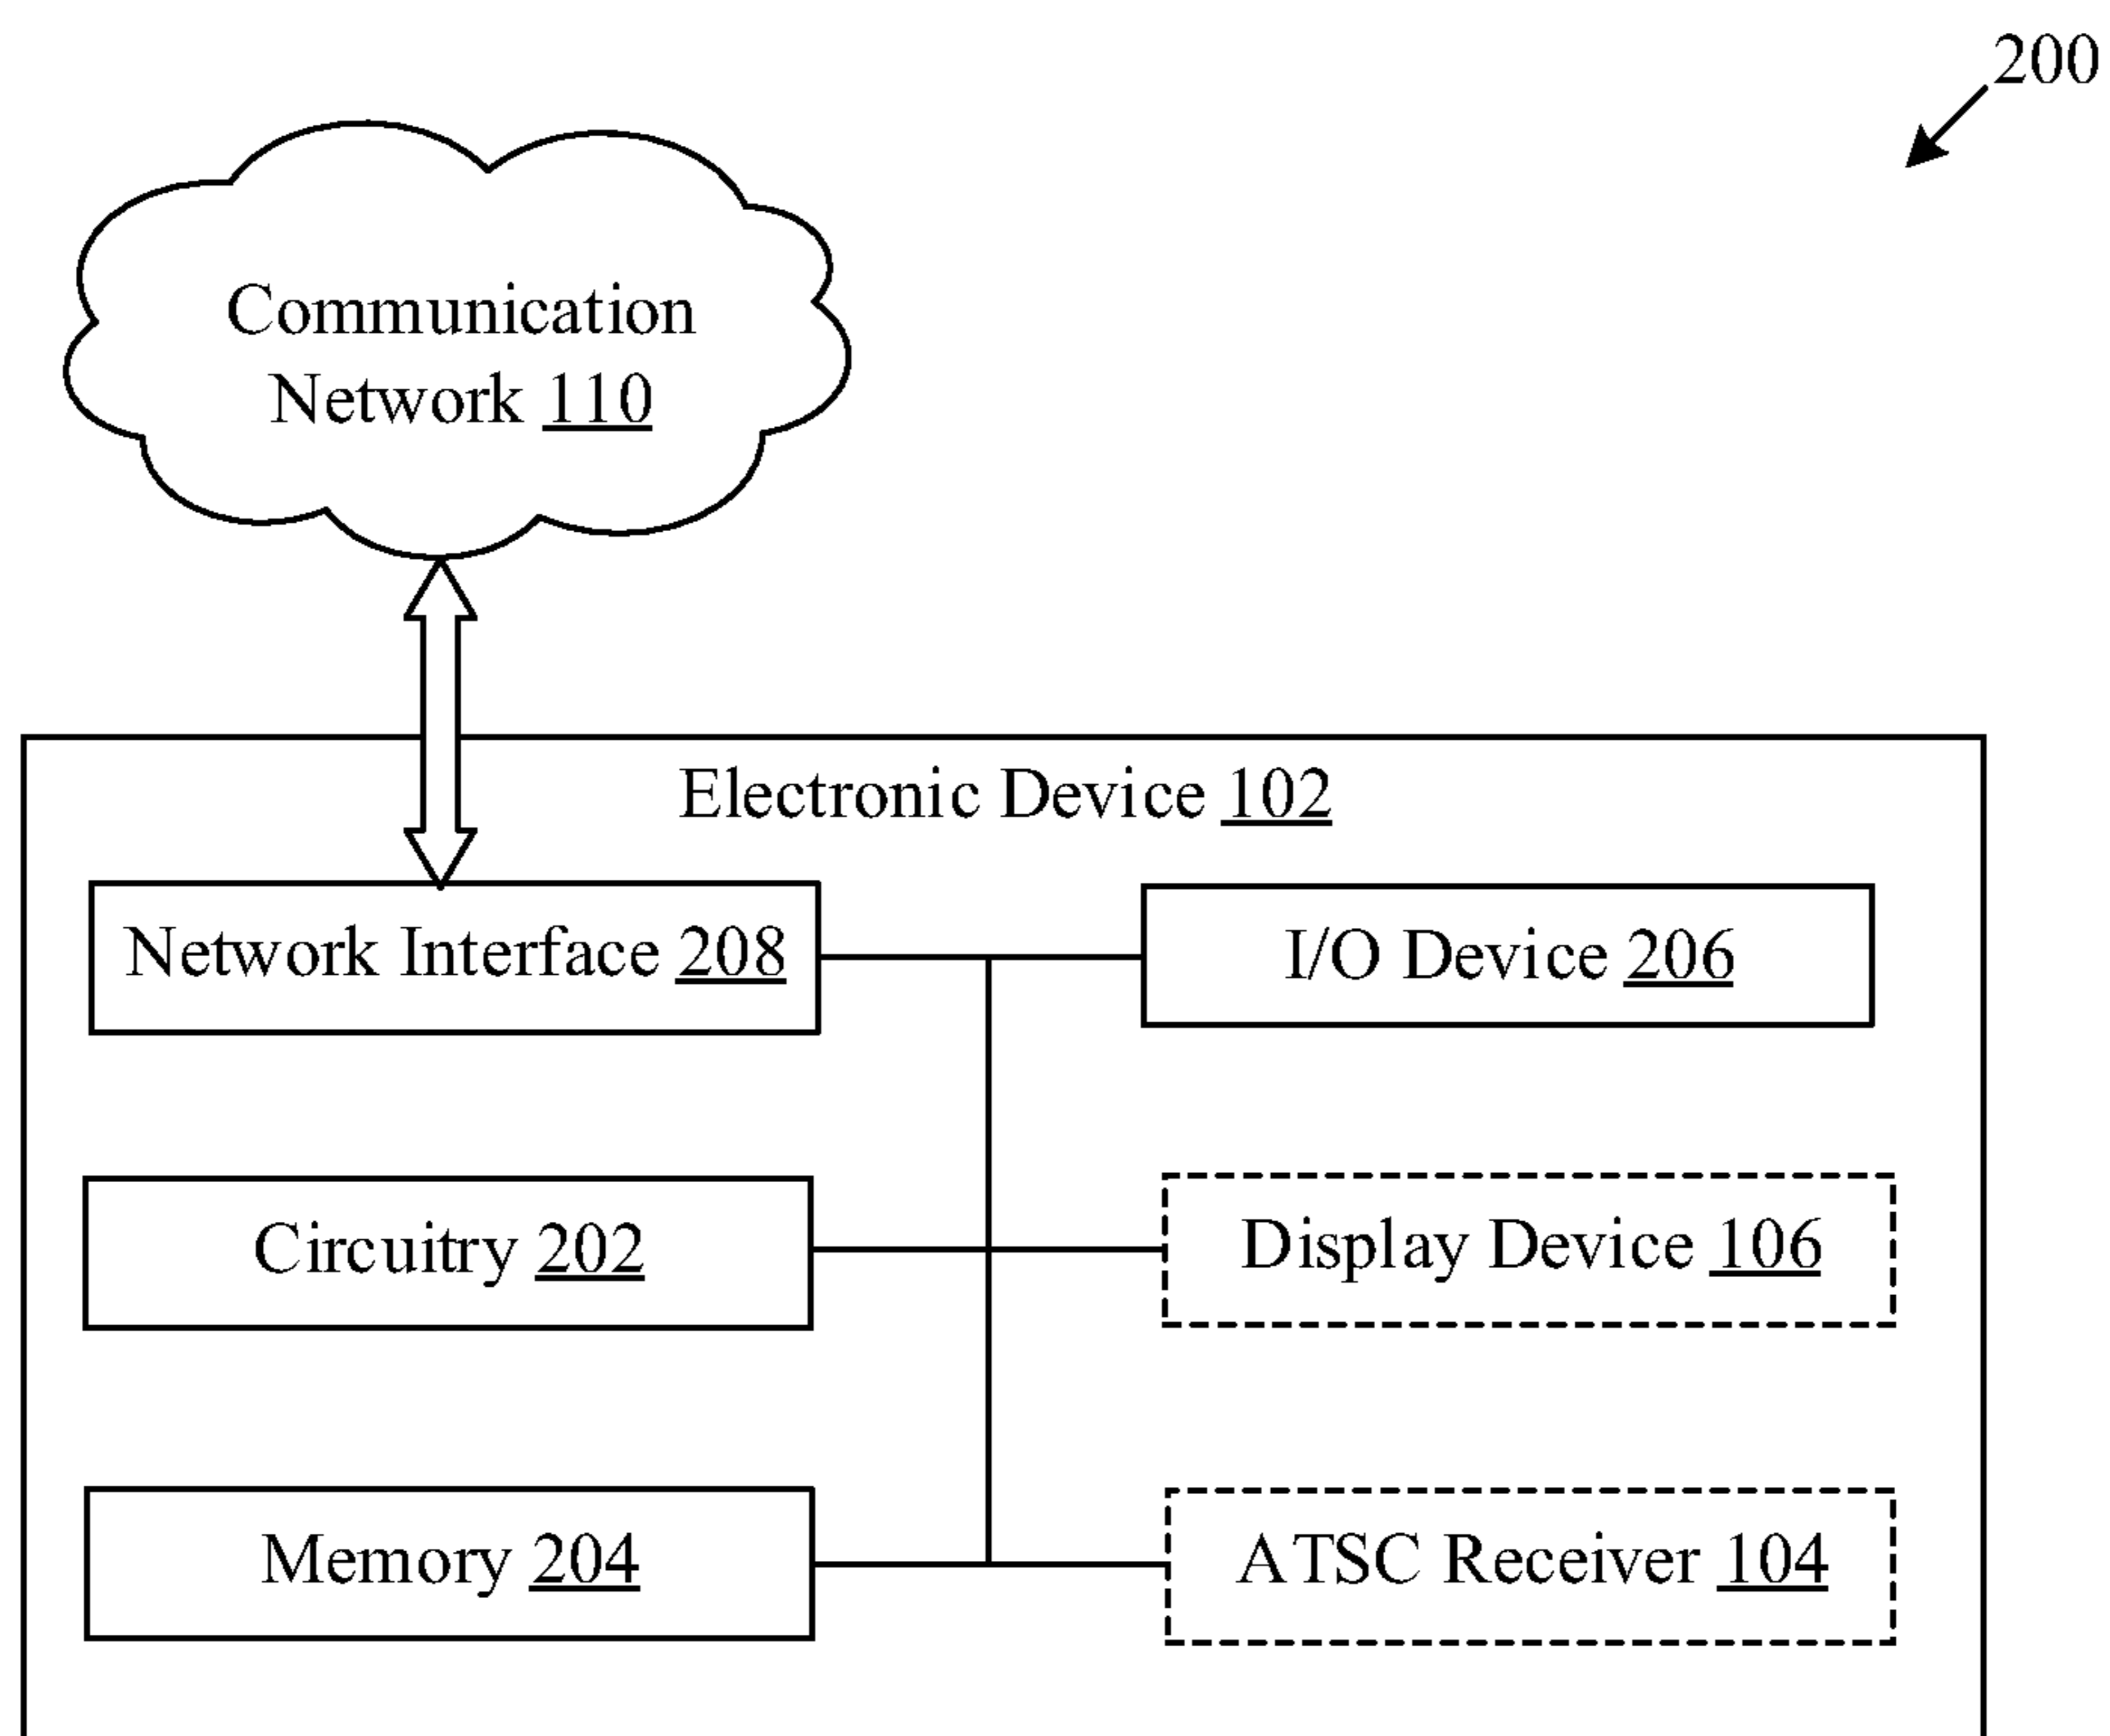 200
Communication
Network 110
Electronic Device 102
Network Interface 208
I/O Device 206
Circuitry 202
Display Device 106
Memory 204
ATSC Receiver 104